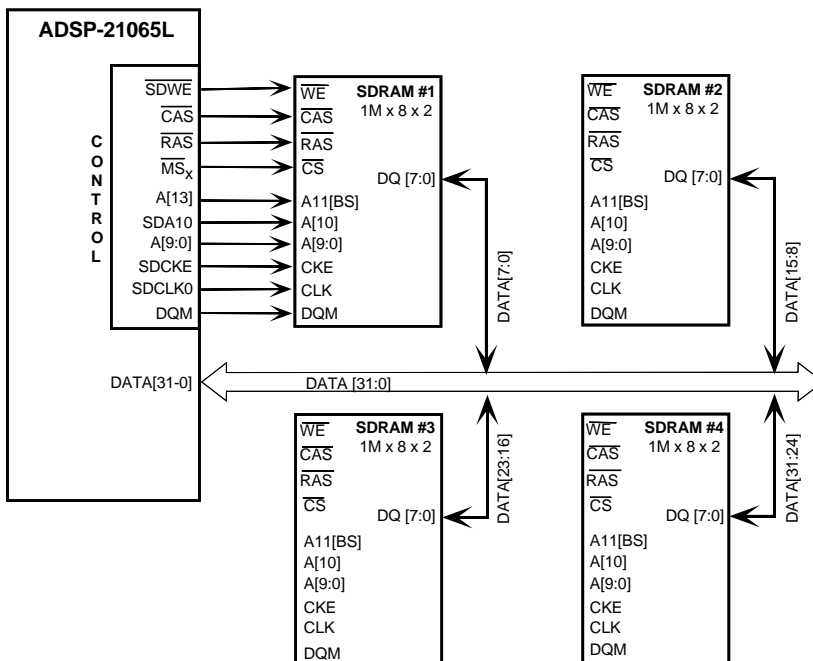 ADSP-21065L
CONTROL
SDWE
CAS
RAS
MSx
A[13]
SDA10
A[9:0]
SDCKE
SDCLK0
DQM
DATA[31-0]
SDRAM #1
1M x 8 x 2
WE
CAS
RAS
CS
DQ [7:0]
A11[BS]
A[10]
A[9:0]
CKE
CLK
DQM
DATA[7:0]
SDRAM #2
1M x 8 x 2
WE
CAS
RAS
CS
DQ [7:0]
A11[BS]
A[10]
A[9:0]
CKE
CLK
DQM
DATA[15:8]
DATA [31:0]
SDRAM #3
1M x 8 x 2
WE
CAS
RAS
CS
DQ [7:0]
A11[BS]
A[10]
A[9:0]
CKE
CLK
DQM
DATA[23:16]
SDRAM #4
1M x 8 x 2
WE
CAS
RAS
CS
DQ [7:0]
A11[BS]
A[10]
A[9:0]
CKE
CLK
DQM
DATA[31:24]